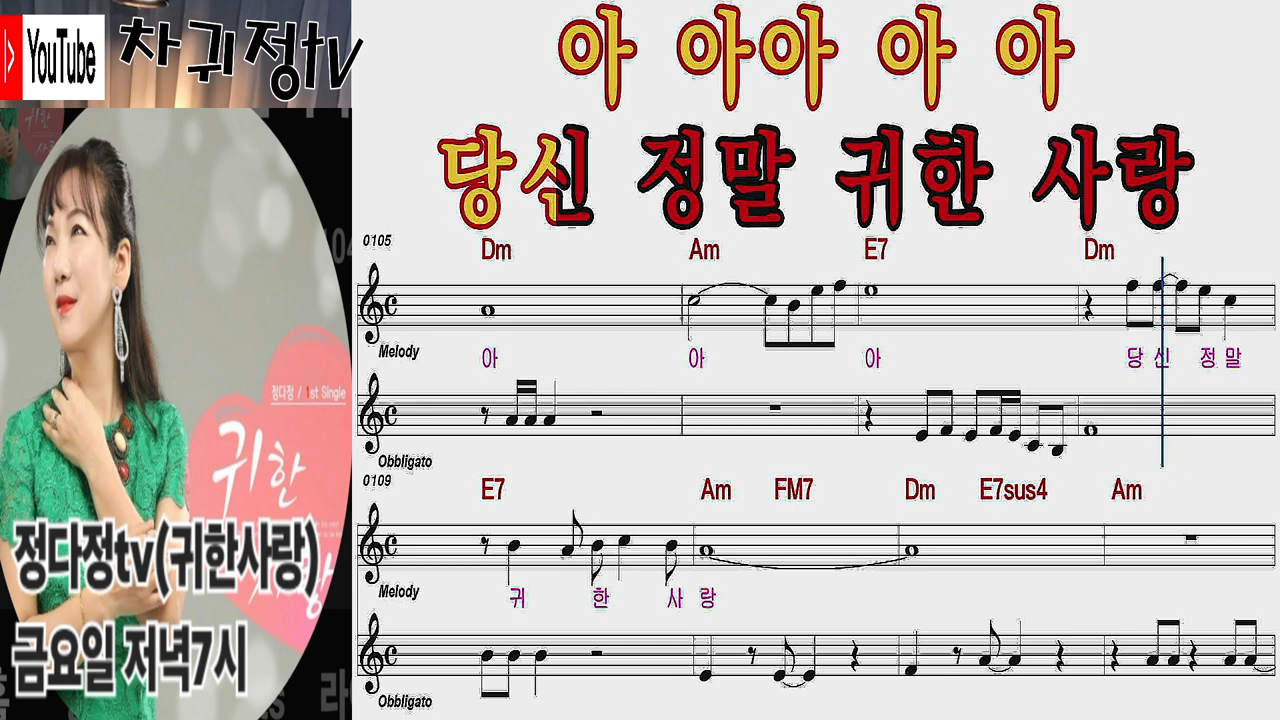 YouTube 차귀정tv
아 아아 아 아
당신 정말 귀한 사랑
0105 Dm Am E7 Dm
Melody 아 아 아 당 신 정 말
Obbligato
0109 E7 Am FM7 Dm E7sus4 Am
Melody 귀 한 사 랑
Obbligato
귀한
정다정 / 1st Single
귀한
정다정tv(귀한사랑)
금요일 저녁7시